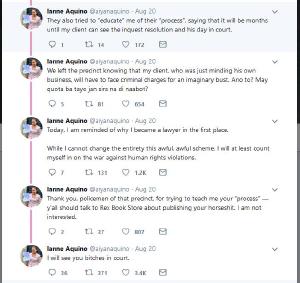 Ianne Aquino @aiyanaquino · Aug 20
They also tried to "educate" me of their "process", saying that it will be months
until my client can see the inquest resolution and his day in court.
1 14 172
Ianne Aquino @aiyanaquino · Aug 20
We left the precinct knowing that my client, who was just minding his own
business, will have to face criminal charges for an imaginary bust. Ano to? May
quota ba tayo jan sirs na di naabot?
5 81 654
Ianne Aquino @aiyanaquino · Aug 20
Today, I am reminded of why I became a lawyer in the first place.
While I cannot change the entirety this awful, awful scheme. I will at least count
myself in on the war against human rights violations.
7 131 1.2K
Ianne Aquino @aiyanaquino · Aug 20
Thank you, policemen of that precinct, for trying to teach me your "process" —
y'all should talk to Rex Book Store about publishing your horseshit. I am not
interested.
2 27 807
Ianne Aquino @aiyanaquino · Aug 20
I will see you bitches in court.
36 371 3.4K